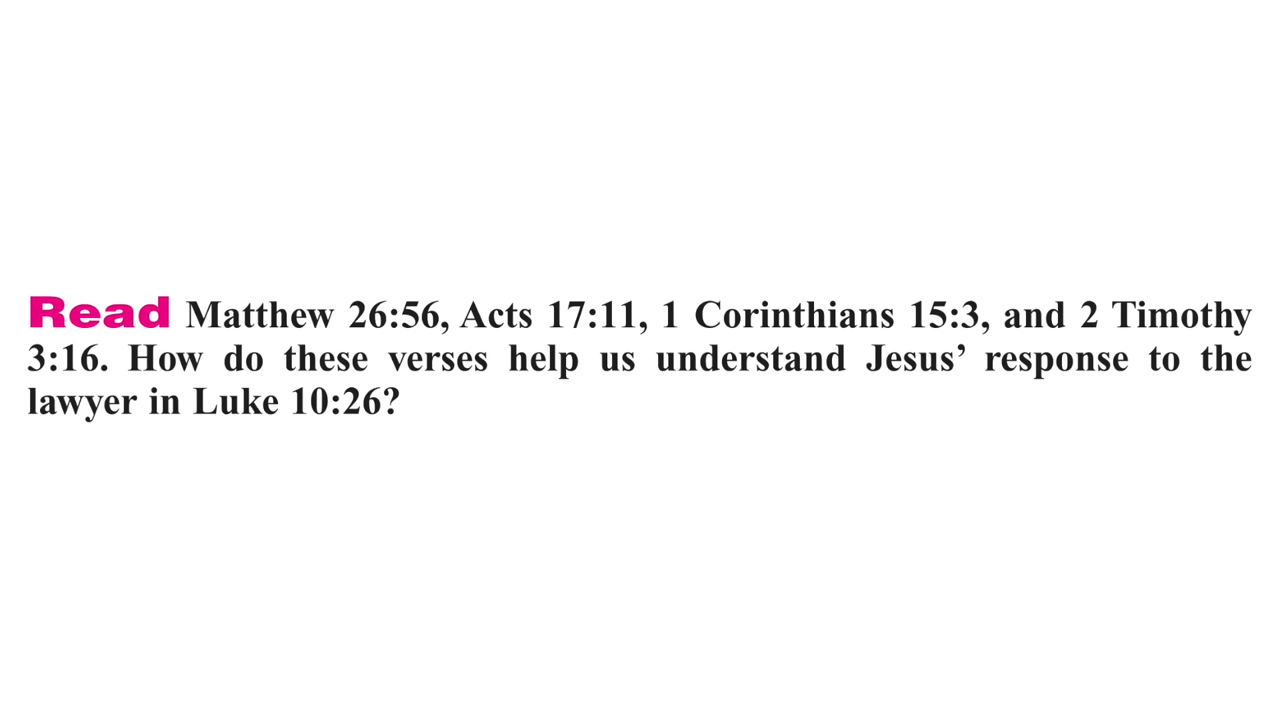 Read Matthew 26:56, Acts 17:11, 1 Corinthians 15:3, and 2 Timothy
3:16. How do these verses help us understand Jesus’ response to the
lawyer in Luke 10:26?